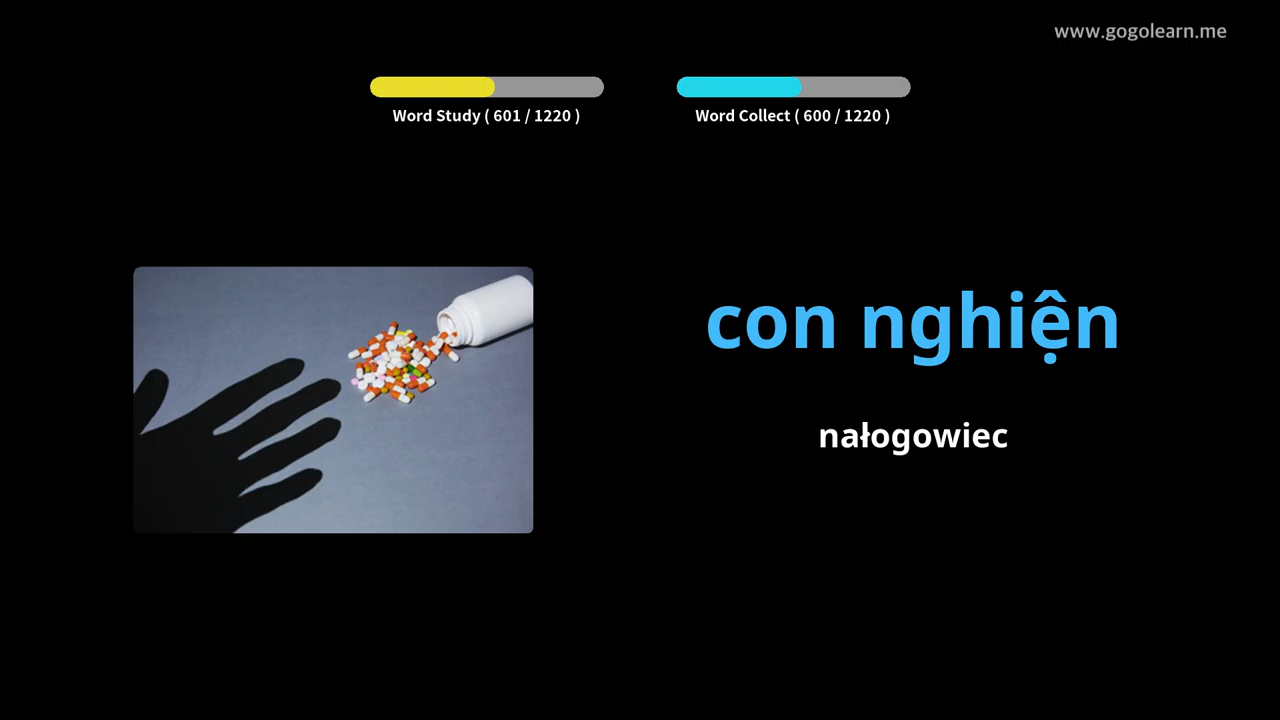 www.gogolearn.me
Word Study ( 601 / 1220 )
Word Collect ( 600 / 1220 )
con nghiện
nałogowiec